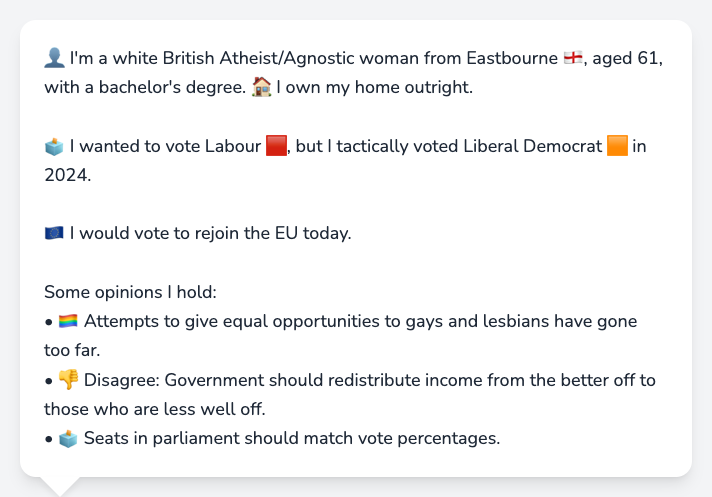 👤 I'm a white British Atheist/Agnostic woman from Eastbourne 🏴󠁧󠁢󠁥󠁮󠁧󠁿, aged 61,
with a bachelor's degree. 🏠 I own my home outright.
🗳️ I wanted to vote Labour 🟥, but I tactically voted Liberal Democrat 🟧 in
2024.
🇪🇺 I would vote to rejoin the EU today.
Some opinions I hold:
• 🏳️‍🌈 Attempts to give equal opportunities to gays and lesbians have gone
too far.
• 👎 Disagree: Government should redistribute income from the better off to
those who are less well off.
• 🗳️ Seats in parliament should match vote percentages.